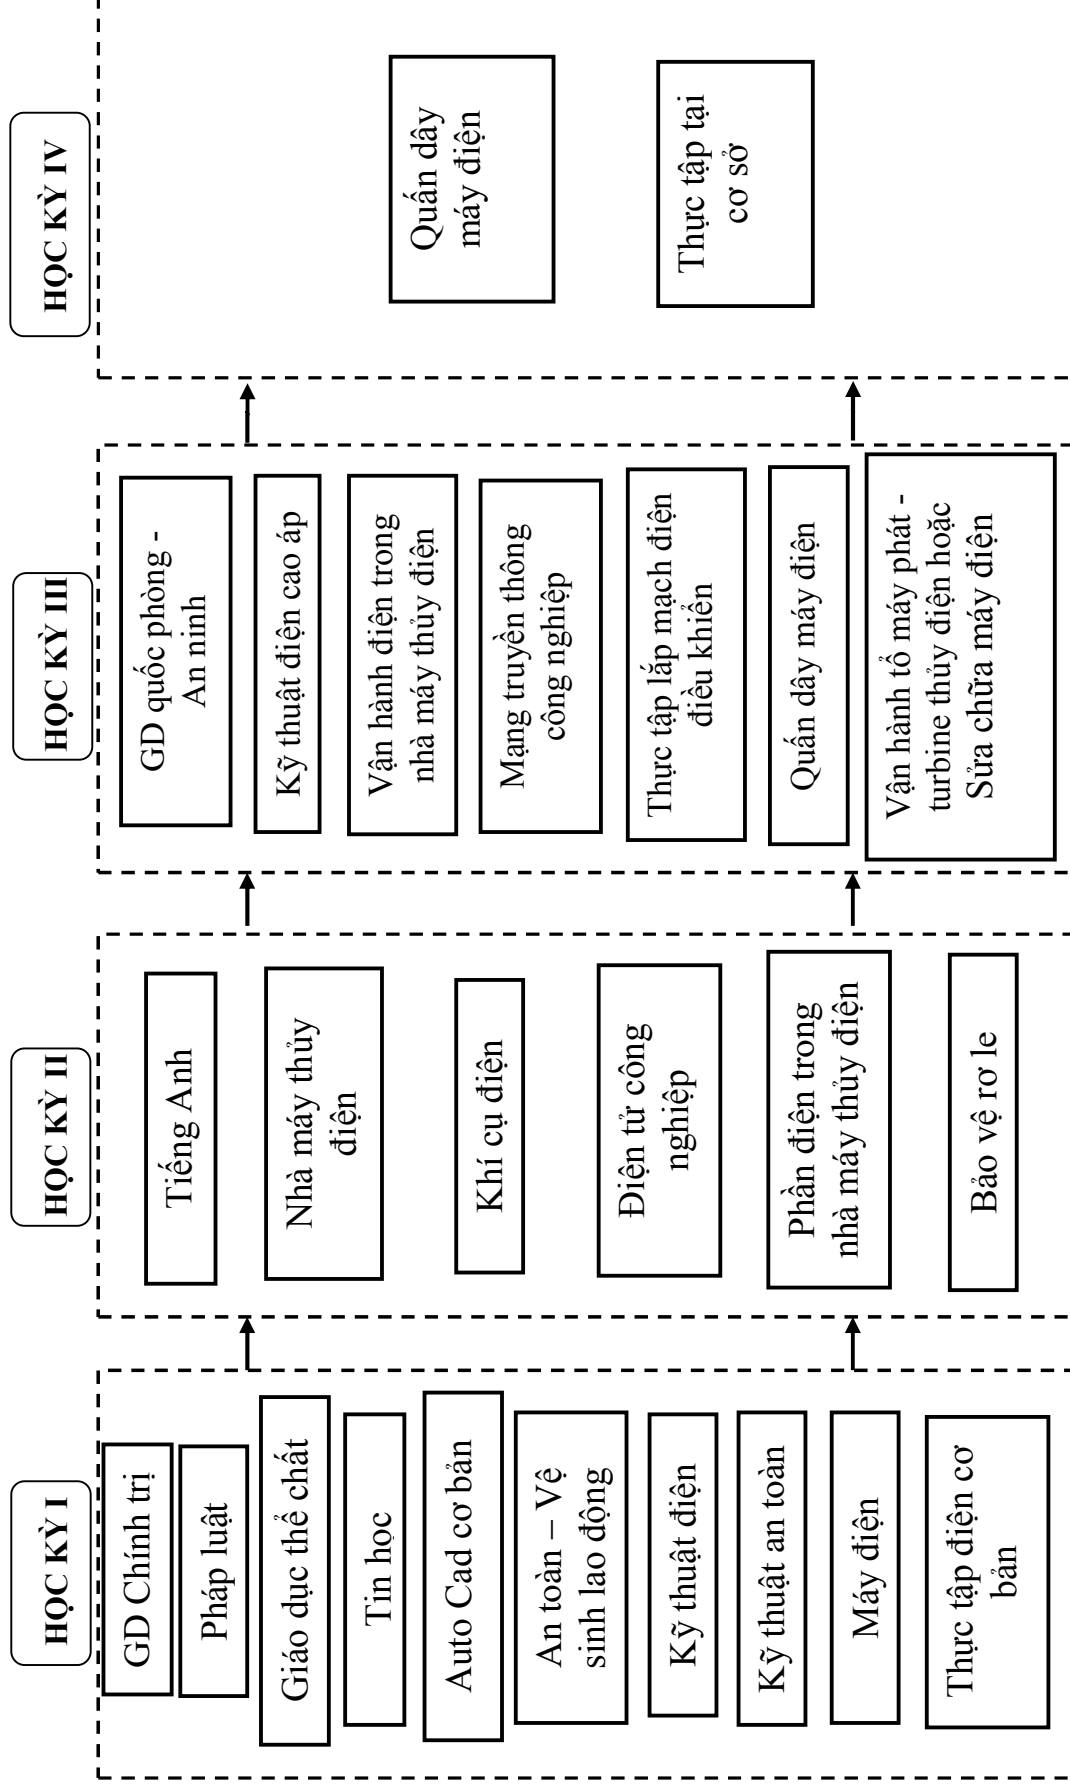 HỌC KỲ I
GD Chính trị
Pháp luật
Giáo dục thể chất
Tin học
Auto Cad cơ bản
An toàn – Vệ
sinh lao động
Kỹ thuật điện
Kỹ thuật an toàn
Máy điện
Thực tập điện cơ
bản
HỌC KỲ II
Tiếng Anh
Nhà máy thủy
điện
Khí cụ điện
Điện tử công
nghiệp
Phần điện trong
nhà máy thủy điện
Bảo vệ rơ le
HỌC KỲ III
GD quốc phòng -
An ninh
Kỹ thuật điện cao áp
Vận hành điện trong
nhà máy thủy điện
Mạng truyền thông
công nghiệp
Thực tập lắp mạch điện
điều khiển
Quấn dây máy điện
Vận hành tổ máy phát -
turbine thủy điện hoặc
Sửa chữa máy điện
HỌC KỲ IV
Quấn dây
máy điện
Thực tập tại
cơ sở